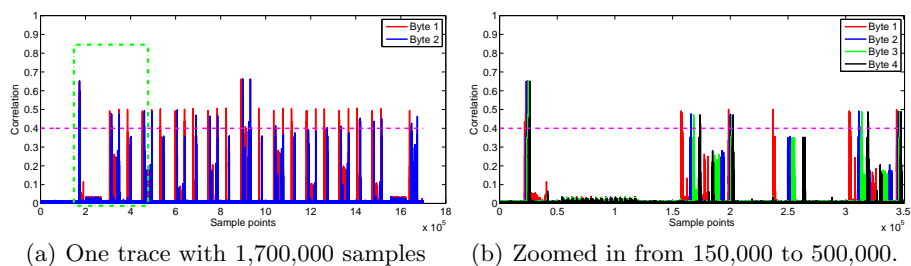 1
0.9
0.8
0.7
0.6
0.5
0.4
0.3
0.2
0.1
0
Correlation
0 2 4 6 8 10 12 14 16 18
Sample points
x 10^5
Byte 1
Byte 2
(a) One trace with 1,700,000 samples
1
0.9
0.8
0.7
0.6
0.5
0.4
0.3
0.2
0.1
0
Correlation
0 0.5 1 1.5 2 2.5 3 3.5
Sample points
x 10^5
Byte 1
Byte 2
Byte 3
Byte 4
(b) Zoomed in from 150,000 to 500,000.